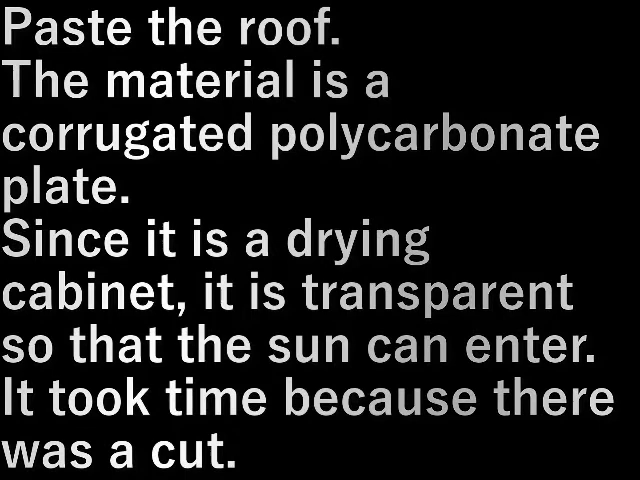 Paste the roof.
The material is a
corrugated polycarbonate
plate.
Since it is a drying
cabinet, it is transparent
so that the sun can enter.
It took time because there
was a cut.